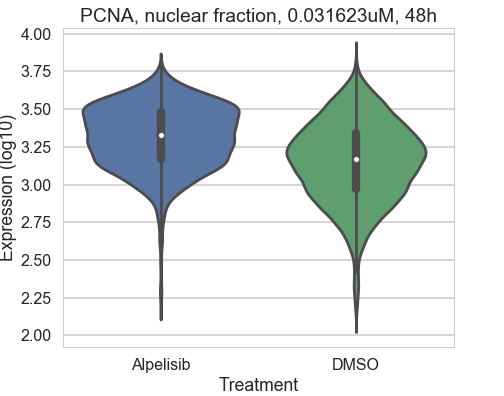 PCNA, nuclear fraction, 0.031623uM, 48h
4.00
3.75
3.50
3.25
3.00
2.75
2.50
2.25
2.00
Expression (log10)
Alpelisib DMSO
Treatment